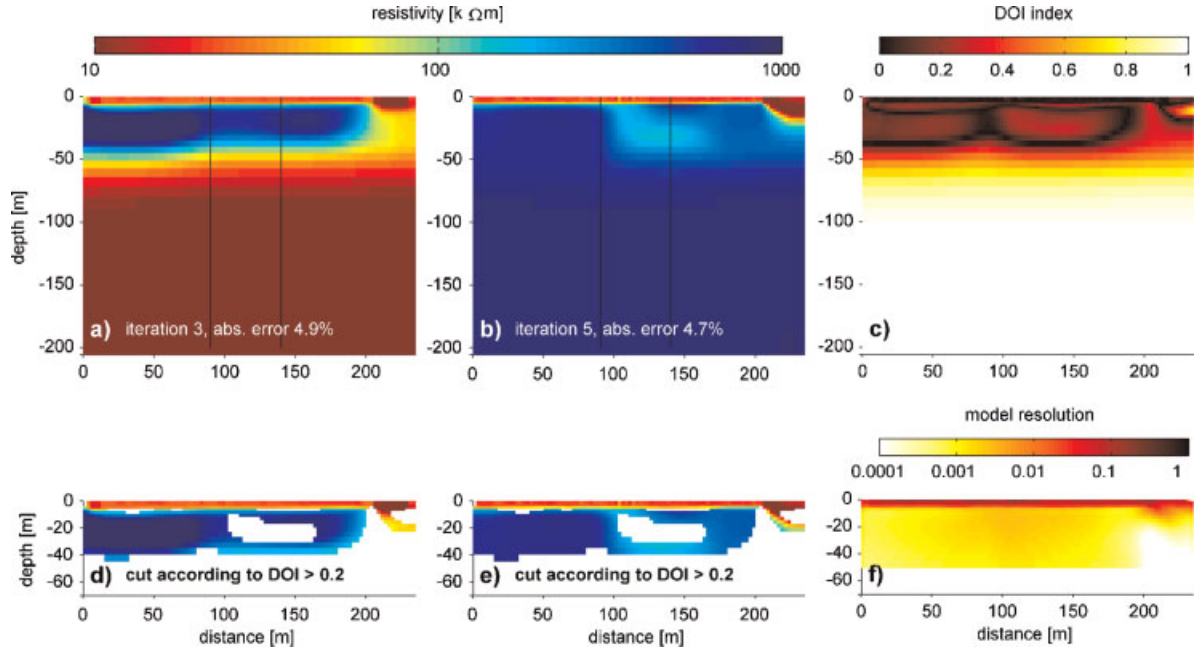 resistivity [k Ωm]
DOI index
10 100 1000
0 0.2 0.4 0.6 0.8 1
0
-50
-100
-150
-200
depth [m]
a) iteration 3, abs. error 4.9%
0 50 100 150 200
0
-50
-100
-150
-200
b) iteration 5, abs. error 4.7%
0 50 100 150 200
0
-50
-100
-150
-200
c)
0 50 100 150 200
model resolution
0.0001 0.001 0.01 0.1 1
0
-20
-40
-60
depth [m]
d) cut according to DOI > 0.2
0 50 100 150 200
distance [m]
0
-20
-40
-60
e) cut according to DOI > 0.2
0 50 100 150 200
distance [m]
0
-20
-40
-60
f)
0 50 100 150 200
distance [m]